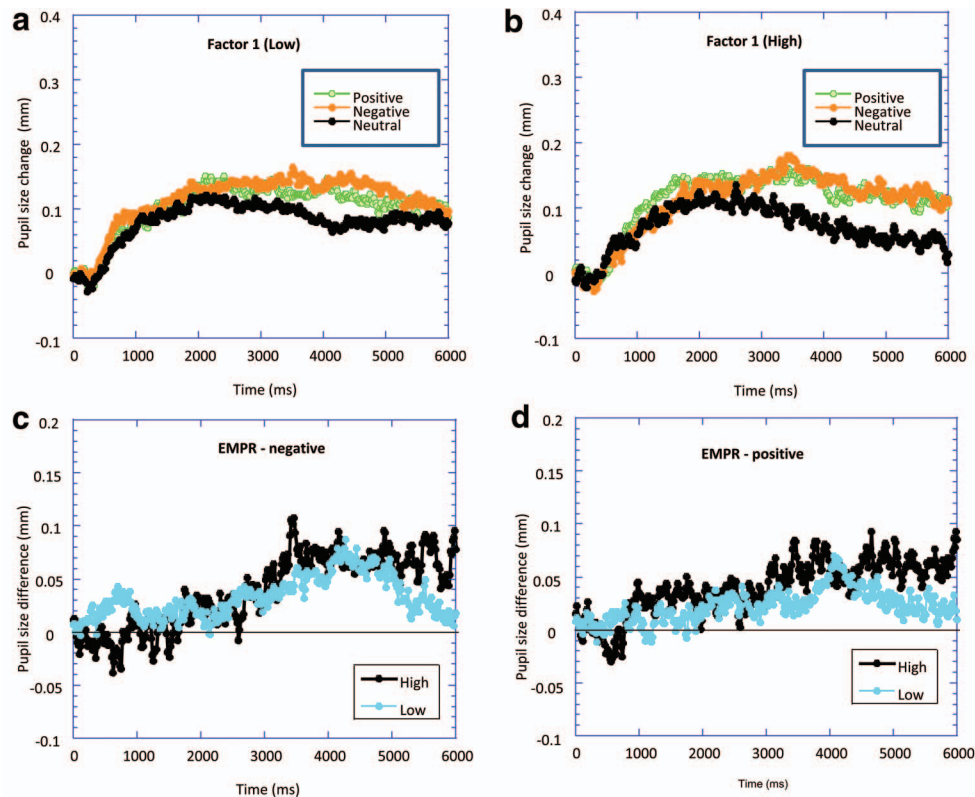 a
Factor 1 (Low)
Pupil size change (mm)
0.4
0.3
0.2
0.1
0
-0.1
Positive
Negative
Neutral
0 1000 2000 3000 4000 5000 6000
Time (ms)
b
Factor 1 (High)
Pupil size change (mm)
0.4
0.3
0.2
0.1
0
-0.1
Positive
Negative
Neutral
0 1000 2000 3000 4000 5000 6000
Time (ms)
c
EMPR - negative
Pupil size difference (mm)
0.2
0.15
0.1
0.05
0
-0.05
-0.1
High
Low
0 1000 2000 3000 4000 5000 6000
Time (ms)
d
EMPR - positive
Pupil size difference (mm)
0.2
0.15
0.1
0.05
0
-0.05
-0.1
High
Low
0 1000 2000 3000 4000 5000 6000
Time (ms)